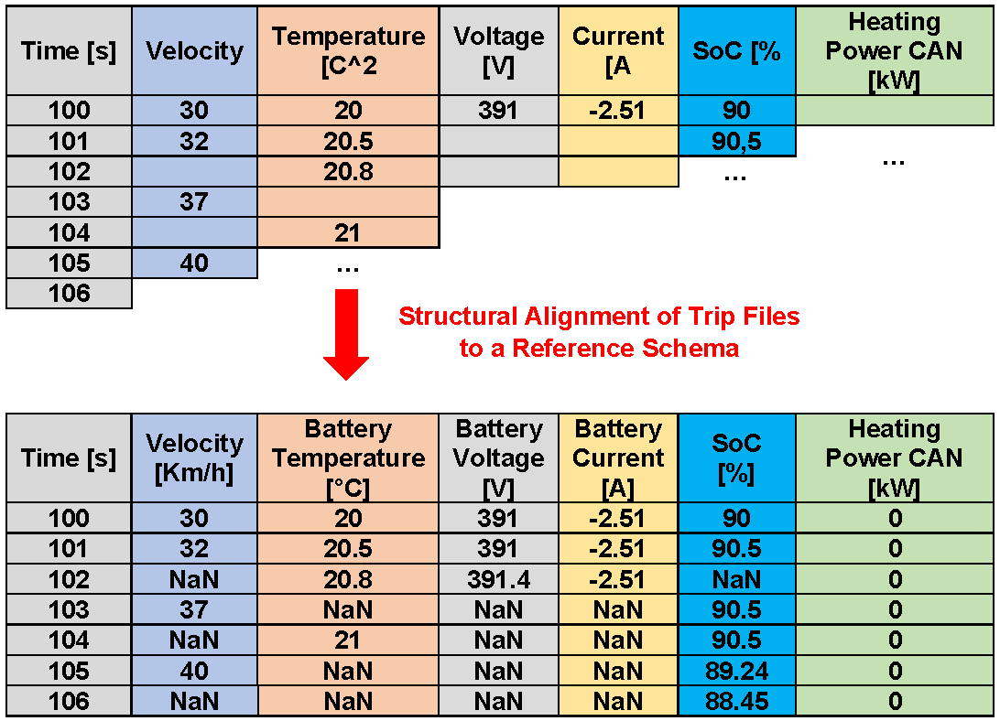 Time [s] Velocity Temperature [C^2 Voltage [V] Current [A SoC [% Heating Power CAN [kW]
100 30 20 391 -2.51 90
101 32 20.5 90,5
102 20.8 … …
103 37
104 21
105 40 …
106
Structural Alignment of Trip Files
to a Reference Schema
Time [s] Velocity [Km/h] Battery Temperature [°C] Battery Voltage [V] Battery Current [A] SoC [%] Heating Power CAN [kW]
100 30 20 391 -2.51 90 0
101 32 20.5 391 -2.51 90.5 0
102 NaN 20.8 391.4 -2.51 NaN 0
103 37 NaN NaN NaN 90.5 0
104 NaN 21 NaN NaN 90.5 0
105 40 NaN NaN NaN 89.24 0
106 NaN NaN NaN NaN 88.45 0